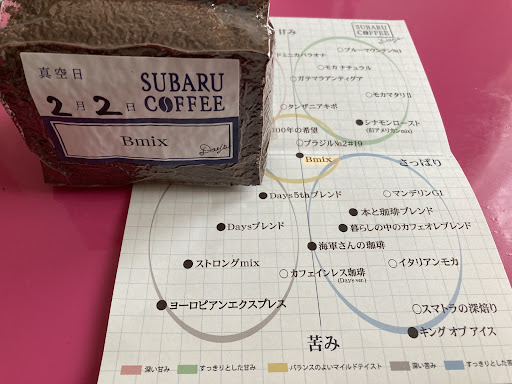 真空日
2月2日
SUBARU
COFFEE
Bmix
Days
甘み
SUBARU
COFFEE
Days
ドミニカバラオナ
○ブルーマウンテンNo.1
○モカ ナチュラル
○ガテマラアンティグア
○モカマタリ
○タンザニアキボ
●シナモンロースト
(旧アメリカンmix)
100年の希望
○ブラジル№2#19
●Bmix
さっぱり
●Days5thブレンド
○マンデリンG1
●Daysブレンド
●本と珈琲ブレンド
●暮らしの中のカフェオレブレンド
●海軍さんの珈琲
●ストロングmix
○カフェインレス珈琲
(Days ver.)
○イタリアンモカ
●ヨーロピアンエクスプレス
○スマトラの深焙り
●キング オブ アイス
苦み
深い甘み
すっきりとした甘み
バランスのよいマイルドテイスト
深い苦み